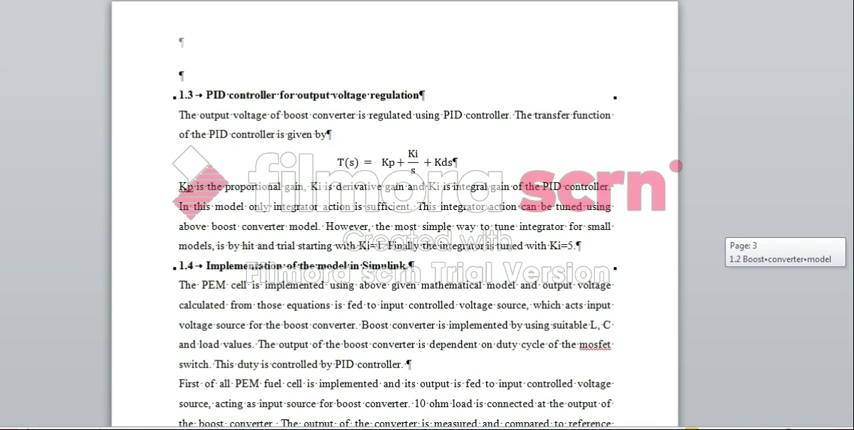 1.3 PID controller for output voltage regulation
The output voltage of boost converter is regulated using PID controller. The transfer function
of the PID controller is given by
T(s) = Kp + Ki/s + Kds
Kp is the proportional gain, Ki is derivative gain and Ki is integral gain of the PID controller.
In this model only integrator action is sufficient. This integrator action can be tuned using
above boost converter model. However, the most simple way to tune integrator for small
models, is by hit and trial starting with Ki=1. Finally the integrator is tuned with Ki=5.
filmora scrn
Created with
Filmora scrn Trial Version
1.4 Implementation of the model in Simulink.
The PEM cell is implemented using above given mathematical model and output voltage
calculated from those equations is fed to input controlled voltage source, which acts input
voltage source for the boost converter. Boost converter is implemented by using suitable L, C
and load values. The output of the boost converter is dependent on duty cycle of the mosfet
switch. This duty is controlled by PID controller.
First of all PEM fuel cell is implemented and its output is fed to input controlled voltage
source, acting as input source for boost converter. 10 ohm load is connected at the output of
the boost converter. The output of the converter is measured and compared to reference
Page: 3
1.2 Boost converter model